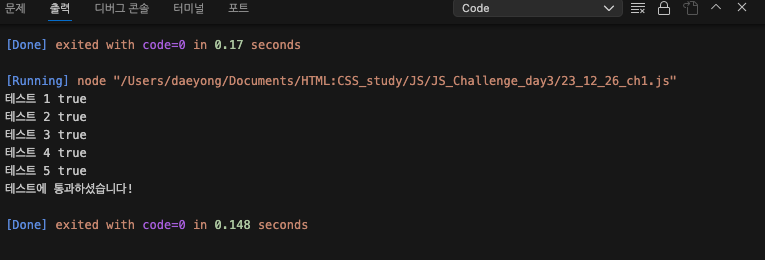 문제 출력 디버그 콘솔 터미널 포트 Code
[Done] exited with code=0 in 0.17 seconds
[Running] node "/Users/daeyong/Documents/HTML:CSS_study/JS/JS_Challenge_day3/23_12_26_ch1.js"
테스트 1 true
테스트 2 true
테스트 3 true
테스트 4 true
테스트 5 true
테스트에 통과하셨습니다!
[Done] exited with code=0 in 0.148 seconds